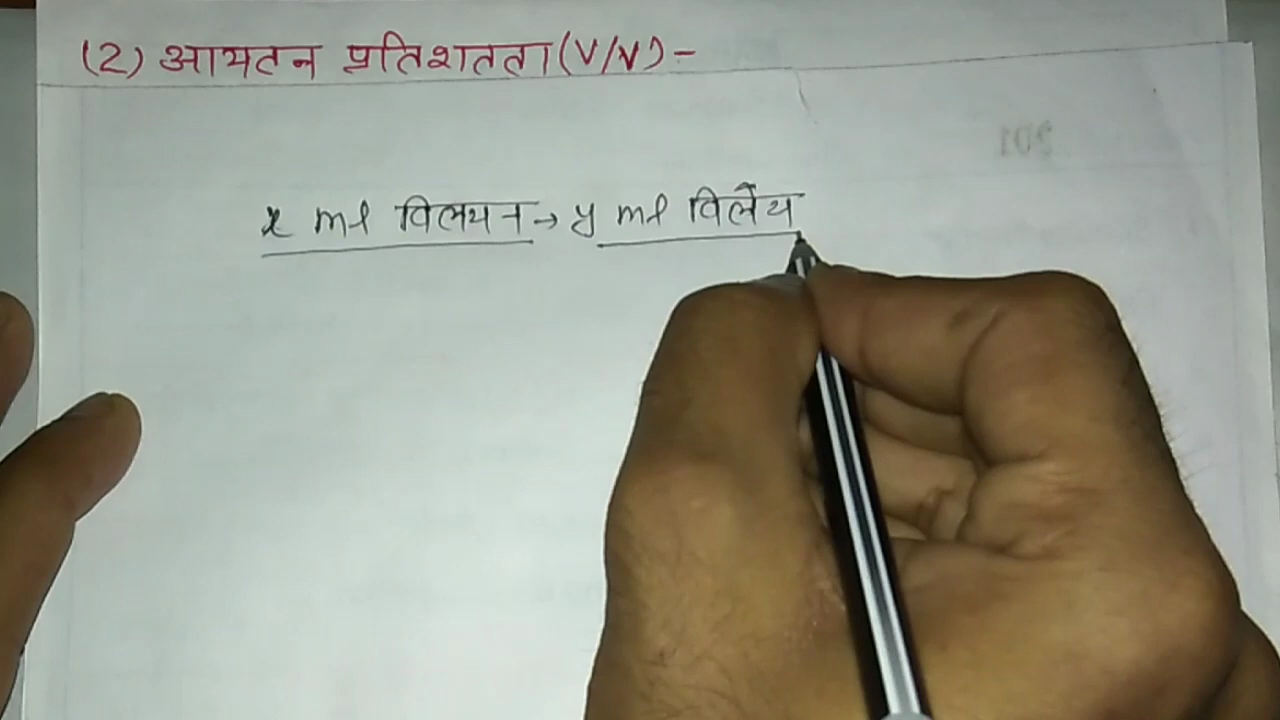 (2) आयतन प्रतिशतता (V/V) -
x ml विलयन → y ml विलेय